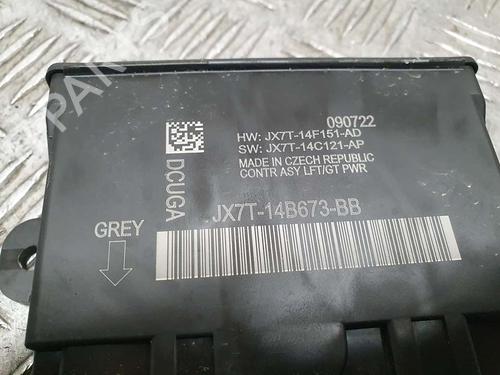 090722
HW: JX7T-14F151-AD
SW: JX7T-14C121-AP
MADE IN CZECH REPUBLIC
CONTR ASY LFT/GT PWR
DCUGA
JX7T-14B673-BB
GREY